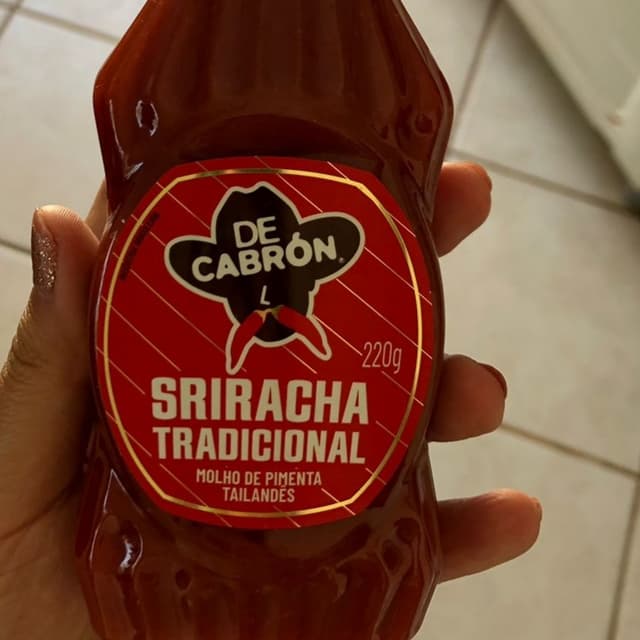 DE
CABRÓN
220g
SRIRACHA
TRADICIONAL
MOLHO DE PIMENTA
TAILANDÊS